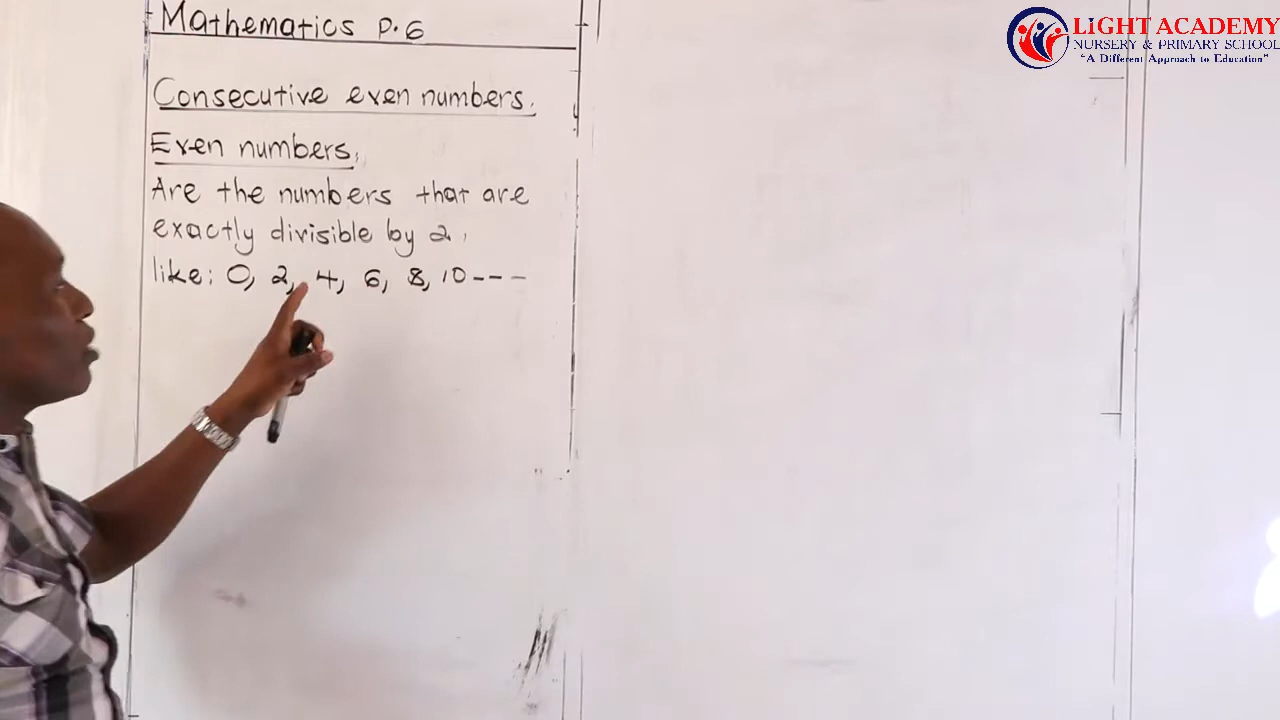 Mathematics P.6
Consecutive even numbers.
Even numbers.
Are the numbers that are
exactly divisible by 2.
like: 0, 2, 4, 6, 8, 10 ---
LIGHT ACADEMY
NURSERY & PRIMARY SCHOOL
"A Different Approach to Education"